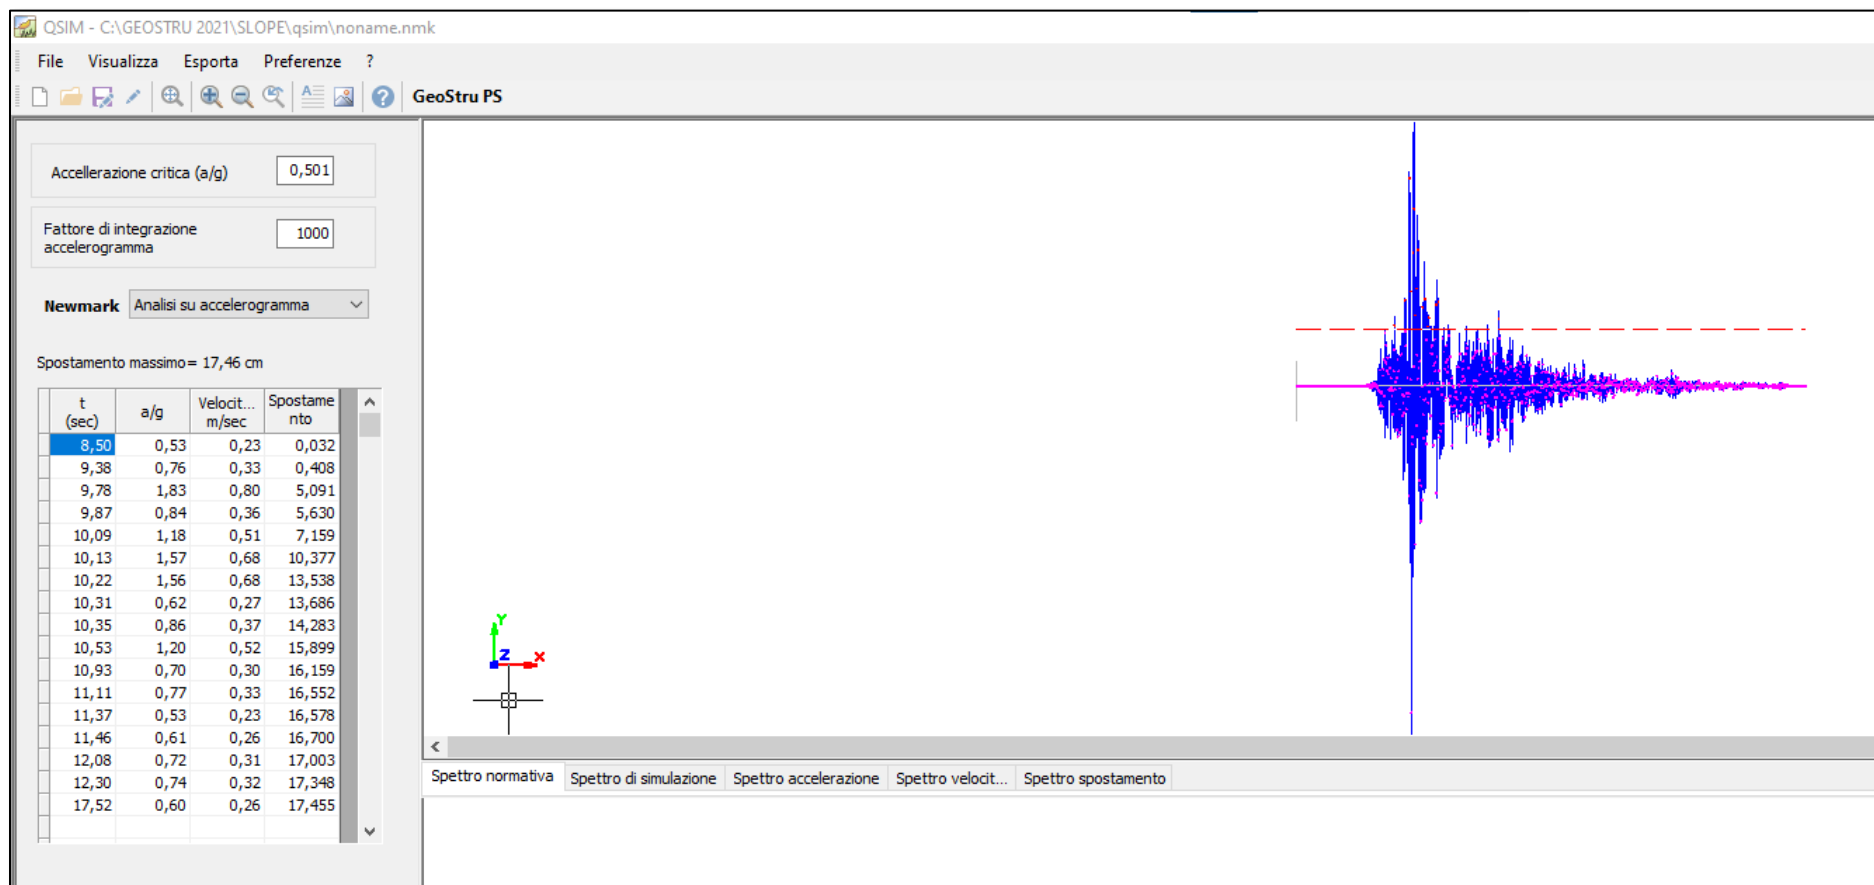 QSIM - C:\GEOSTRU 2021\SLOPE\qsim\noname.nmk
File Visualizza Esporta Preferenze ?
GeoStru PS
Accellerazione critica (a/g) 0,501
Fattore di integrazione
accelerogramma 1000
Newmark Analisi su accelerogramma
Spostamento massimo= 17,46 cm
t
(sec) a/g Velocit...
m/sec Spostame
nto
8,50 0,53 0,23 0,032
9,38 0,76 0,33 0,408
9,78 1,83 0,80 5,091
9,87 0,84 0,36 5,630
10,09 1,18 0,51 7,159
10,13 1,57 0,68 10,377
10,22 1,56 0,68 13,538
10,31 0,62 0,27 13,686
10,35 0,86 0,37 14,283
10,53 1,20 0,52 15,899
10,93 0,70 0,30 16,159
11,11 0,77 0,33 16,552
11,37 0,53 0,23 16,578
11,46 0,61 0,26 16,700
12,08 0,72 0,31 17,003
12,30 0,74 0,32 17,348
17,52 0,60 0,26 17,455
Y
Z X
Spettro normativa Spettro di simulazione Spettro accelerazione Spettro velocit... Spettro spostamento